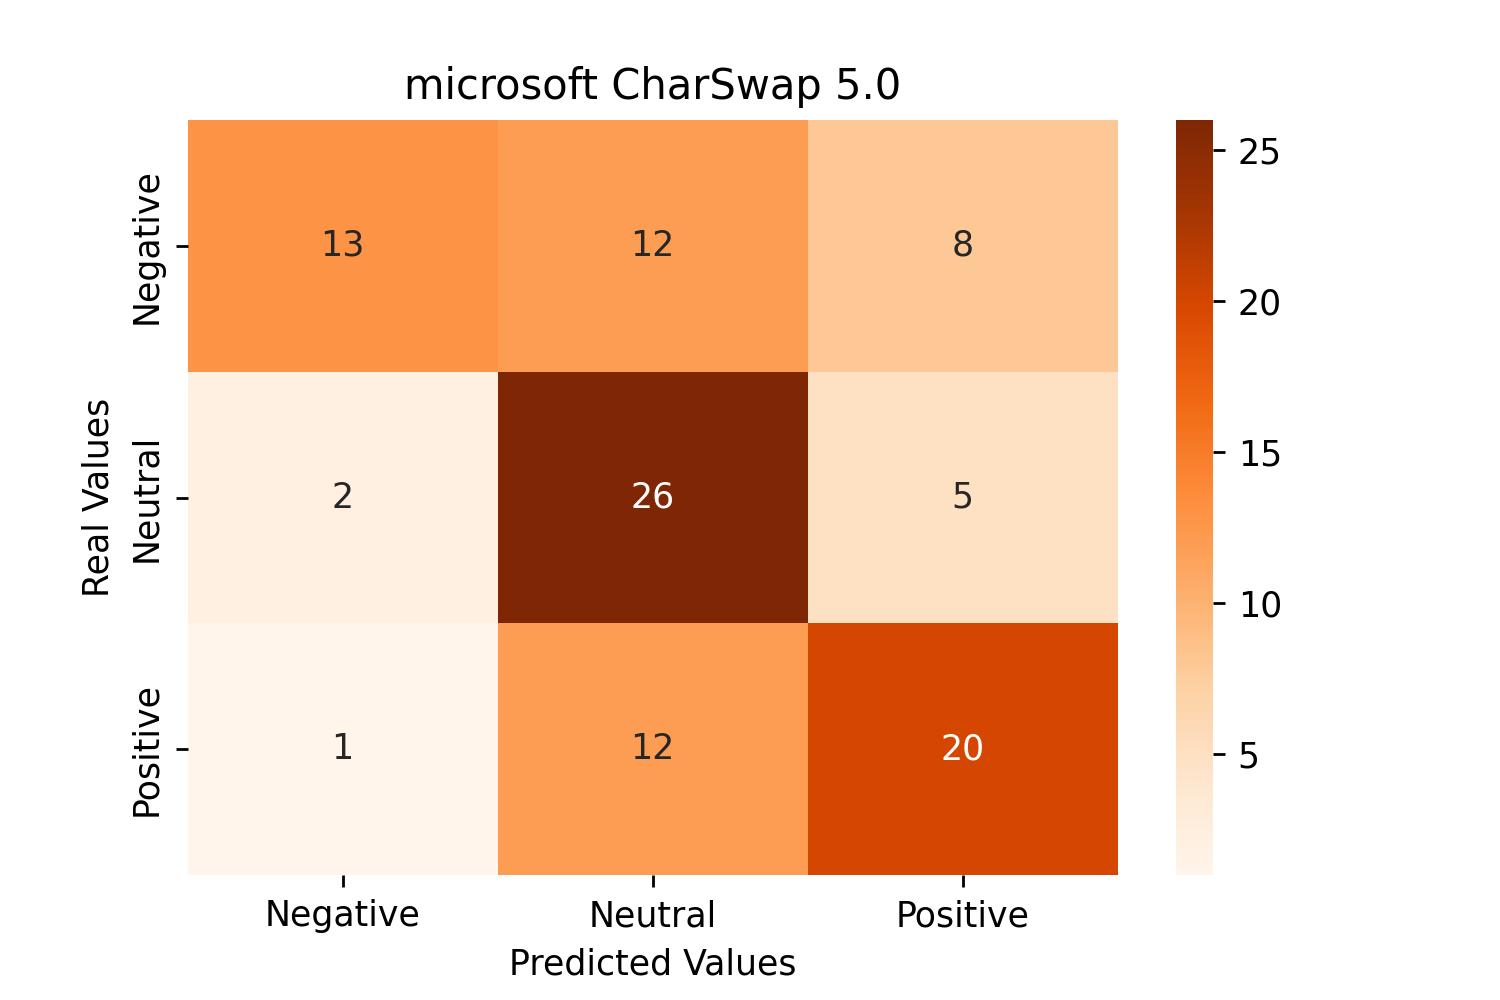 microsoft CharSwap 5.0
Real Values
Negative
13 12 8
Neutral
2 26 5
Positive
1 12 20
Negative Neutral Positive
Predicted Values
25
20
15
10
5